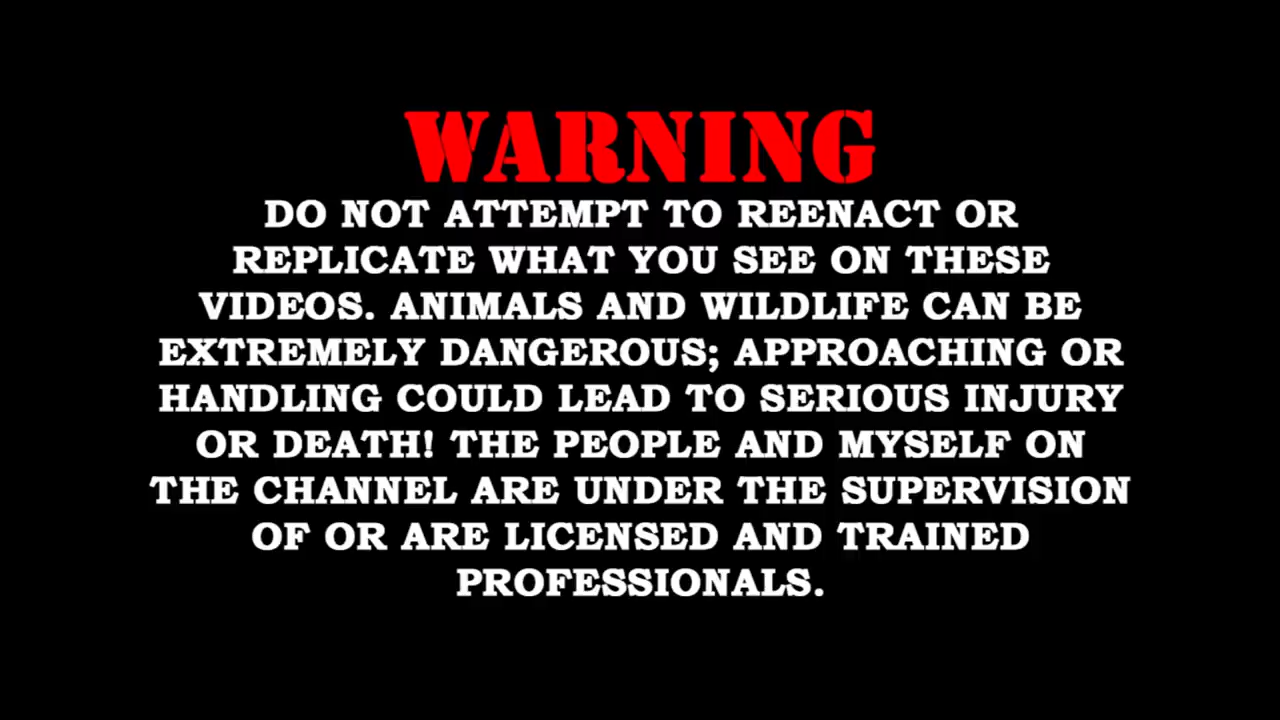 WARNING
DO NOT ATTEMPT TO REENACT OR
REPLICATE WHAT YOU SEE ON THESE
VIDEOS. ANIMALS AND WILDLIFE CAN BE
EXTREMELY DANGEROUS; APPROACHING OR
HANDLING COULD LEAD TO SERIOUS INJURY
OR DEATH! THE PEOPLE AND MYSELF ON
THE CHANNEL ARE UNDER THE SUPERVISION
OF OR ARE LICENSED AND TRAINED
PROFESSIONALS.